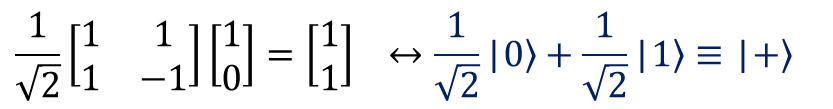 1/√2 [1 1; 1 −1] [1; 0] = [1; 1] ↔ 1/√2 |0⟩ + 1/√2 |1⟩ ≡ |+⟩